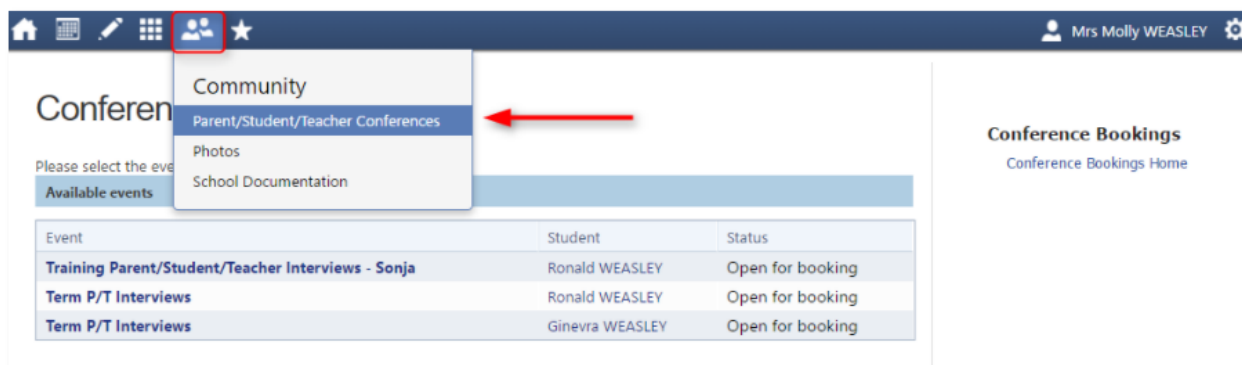 Mrs Molly WEASLEY
Community
Parent/Student/Teacher Conferences
Photos
School Documentation
Conferen
Please select the eve
Available events
Event Student Status
Training Parent/Student/Teacher Interviews - Sonja Ronald WEASLEY Open for booking
Term P/T Interviews Ronald WEASLEY Open for booking
Term P/T Interviews Ginevra WEASLEY Open for booking
Conference Bookings
Conference Bookings Home